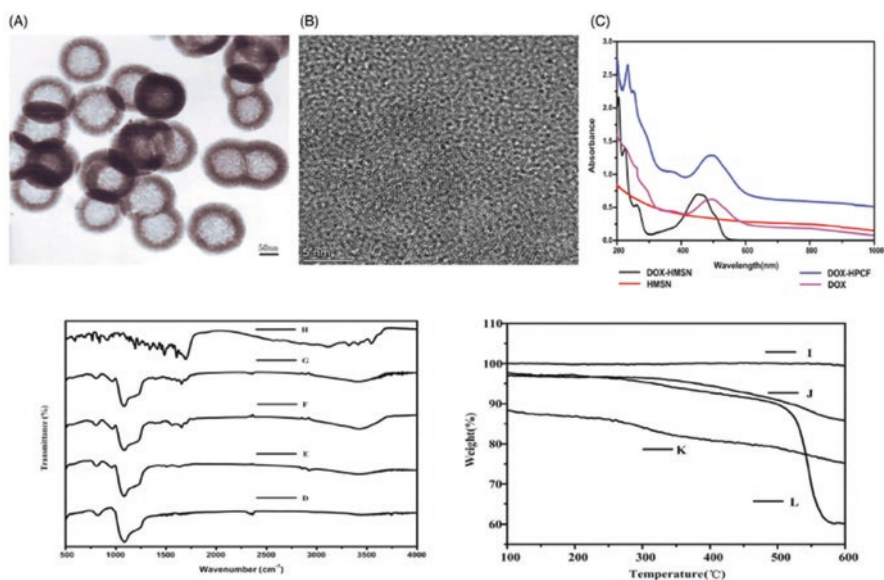 (A)
(B)
(C)
50nm
5 nm
3.0
2.5
2.0
1.5
1.0
0.5
0.0
Absorbance
200 400 600 800 1000
Wavelength(nm)
DOX-HMSN DOX-HPCF
HMSN DOX
H
G
F
E
D
Transmittance (%)
500 1000 1500 2000 2500 3000 3500 4000
Wavenumber (cm⁻¹)
110
100
90
80
70
60
Weight(%)
I
J
K
L
100 200 300 400 500 600
Temperature(℃)